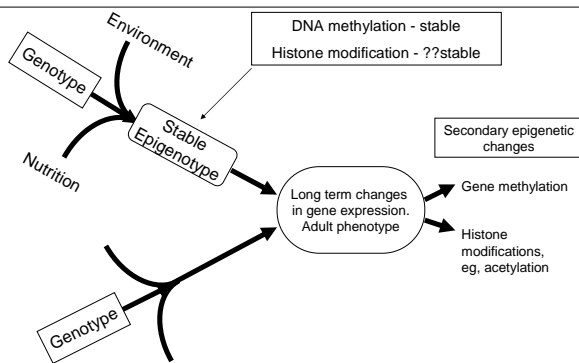 DNA methylation - stable
Histone modification - ??stable
Environment
Genotype
Stable
Epigenotype
Nutrition
Secondary epigenetic
changes
Long term changes
in gene expression.
Adult phenotype
Gene methylation
Histone
modifications,
eg, acetylation
Genotype